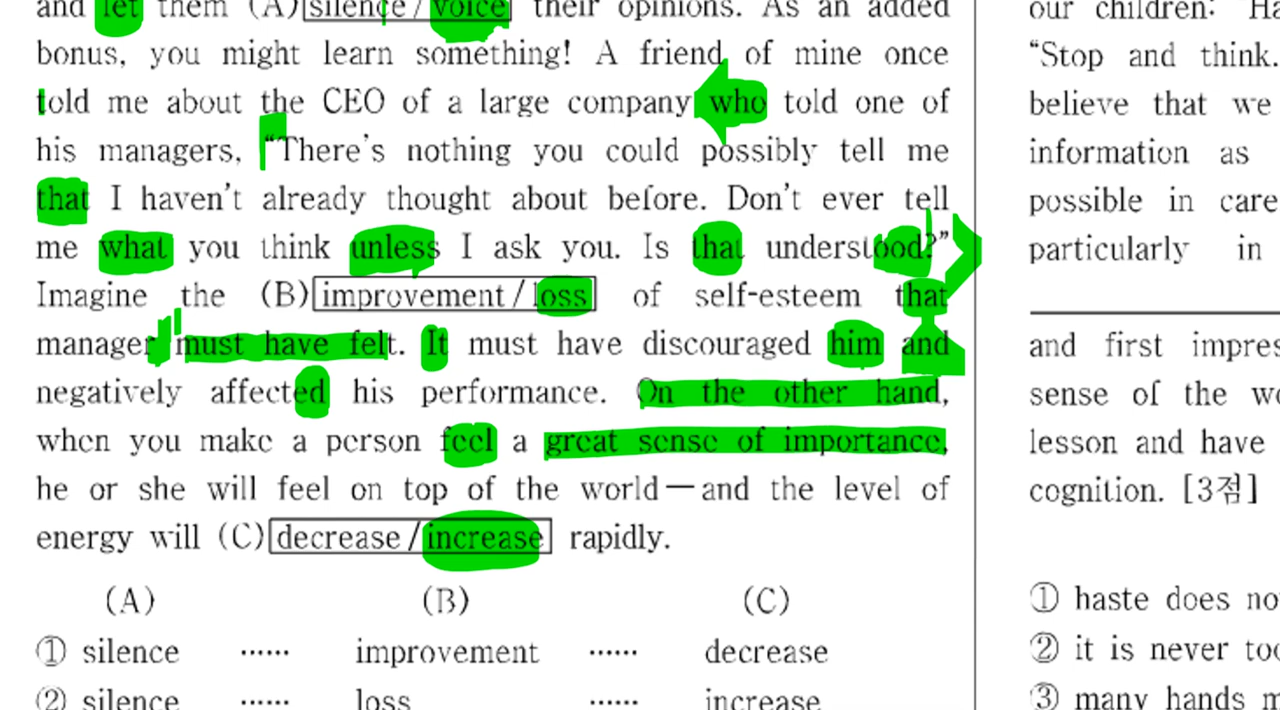 and let them (A) silence / voice their opinions. As an added
bonus, you might learn something! A friend of mine once
told me about the CEO of a large company who told one of
his managers, “There’s nothing you could possibly tell me
that I haven’t already thought about before. Don’t ever tell
me what you think unless I ask you. Is that understood?”
Imagine the (B) improvement / loss of self-esteem that
manager must have felt. It must have discouraged him and
negatively affected his performance. On the other hand,
when you make a person feel a great sense of importance,
he or she will feel on top of the world—and the level of
energy will (C) decrease / increase rapidly.
(A) (B) (C)
① silence ······ improvement ······ decrease
② silence ······ loss ······ increase
our children:
“Stop and think.
believe that we
information as
possible in care
particularly in
and first
sense of the
lesson and have
cognition. [3점]
① haste does
② it is never
③ many hands